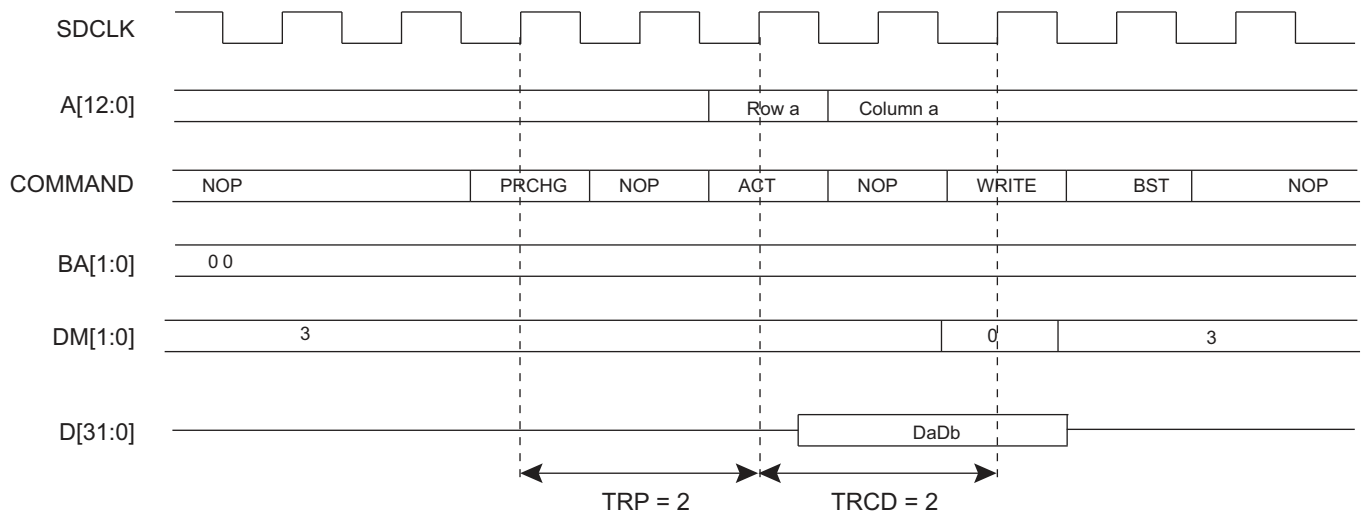 SDCLK
A[12:0] Row a Column a
COMMAND NOP PRCHG NOP ACT NOP WRITE BST NOP
BA[1:0] 0 0
DM[1:0] 3 0 3
D[31:0] DaDb
TRP = 2 TRCD = 2